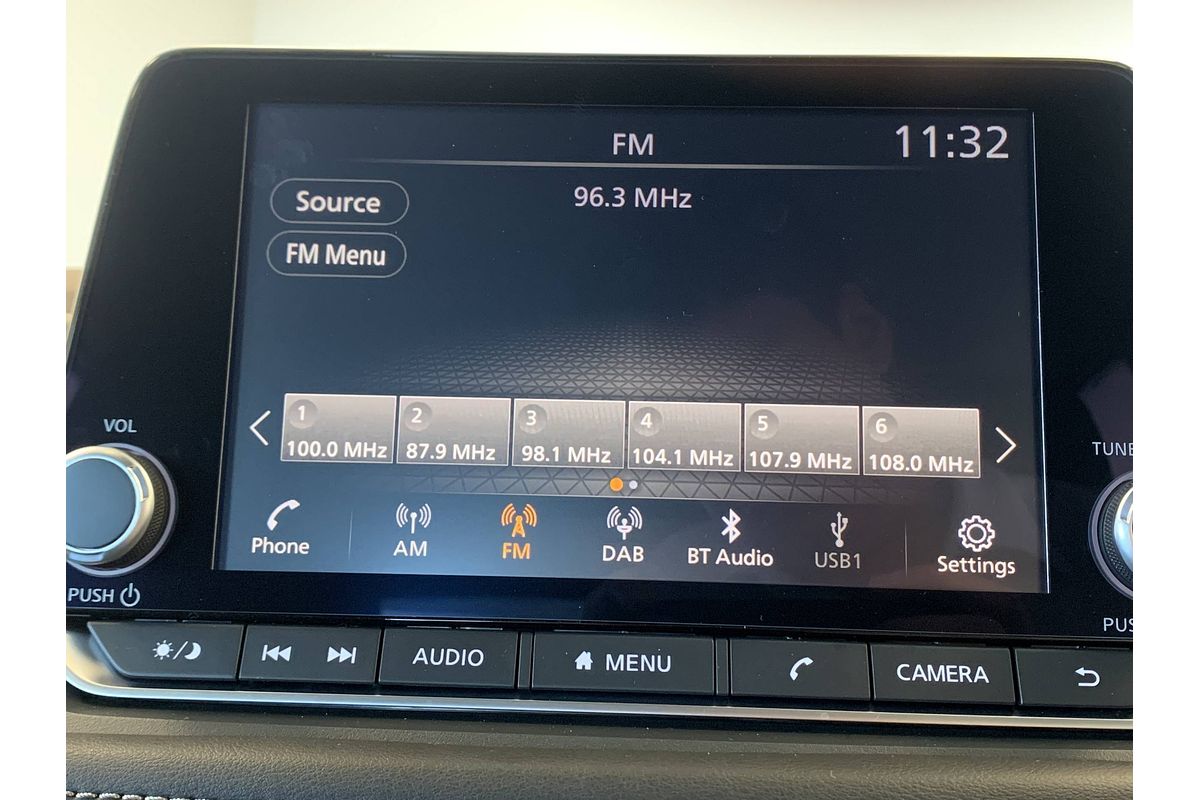 FM
11:32
Source
96.3 MHz
FM Menu
1 2 3 4 5 6
100.0 MHz 87.9 MHz 98.1 MHz 104.1 MHz 107.9 MHz 108.0 MHz
VOL
TUNE
Phone AM FM DAB BT Audio USB1 Settings
PUSH
PUS
AUDIO MENU CAMERA